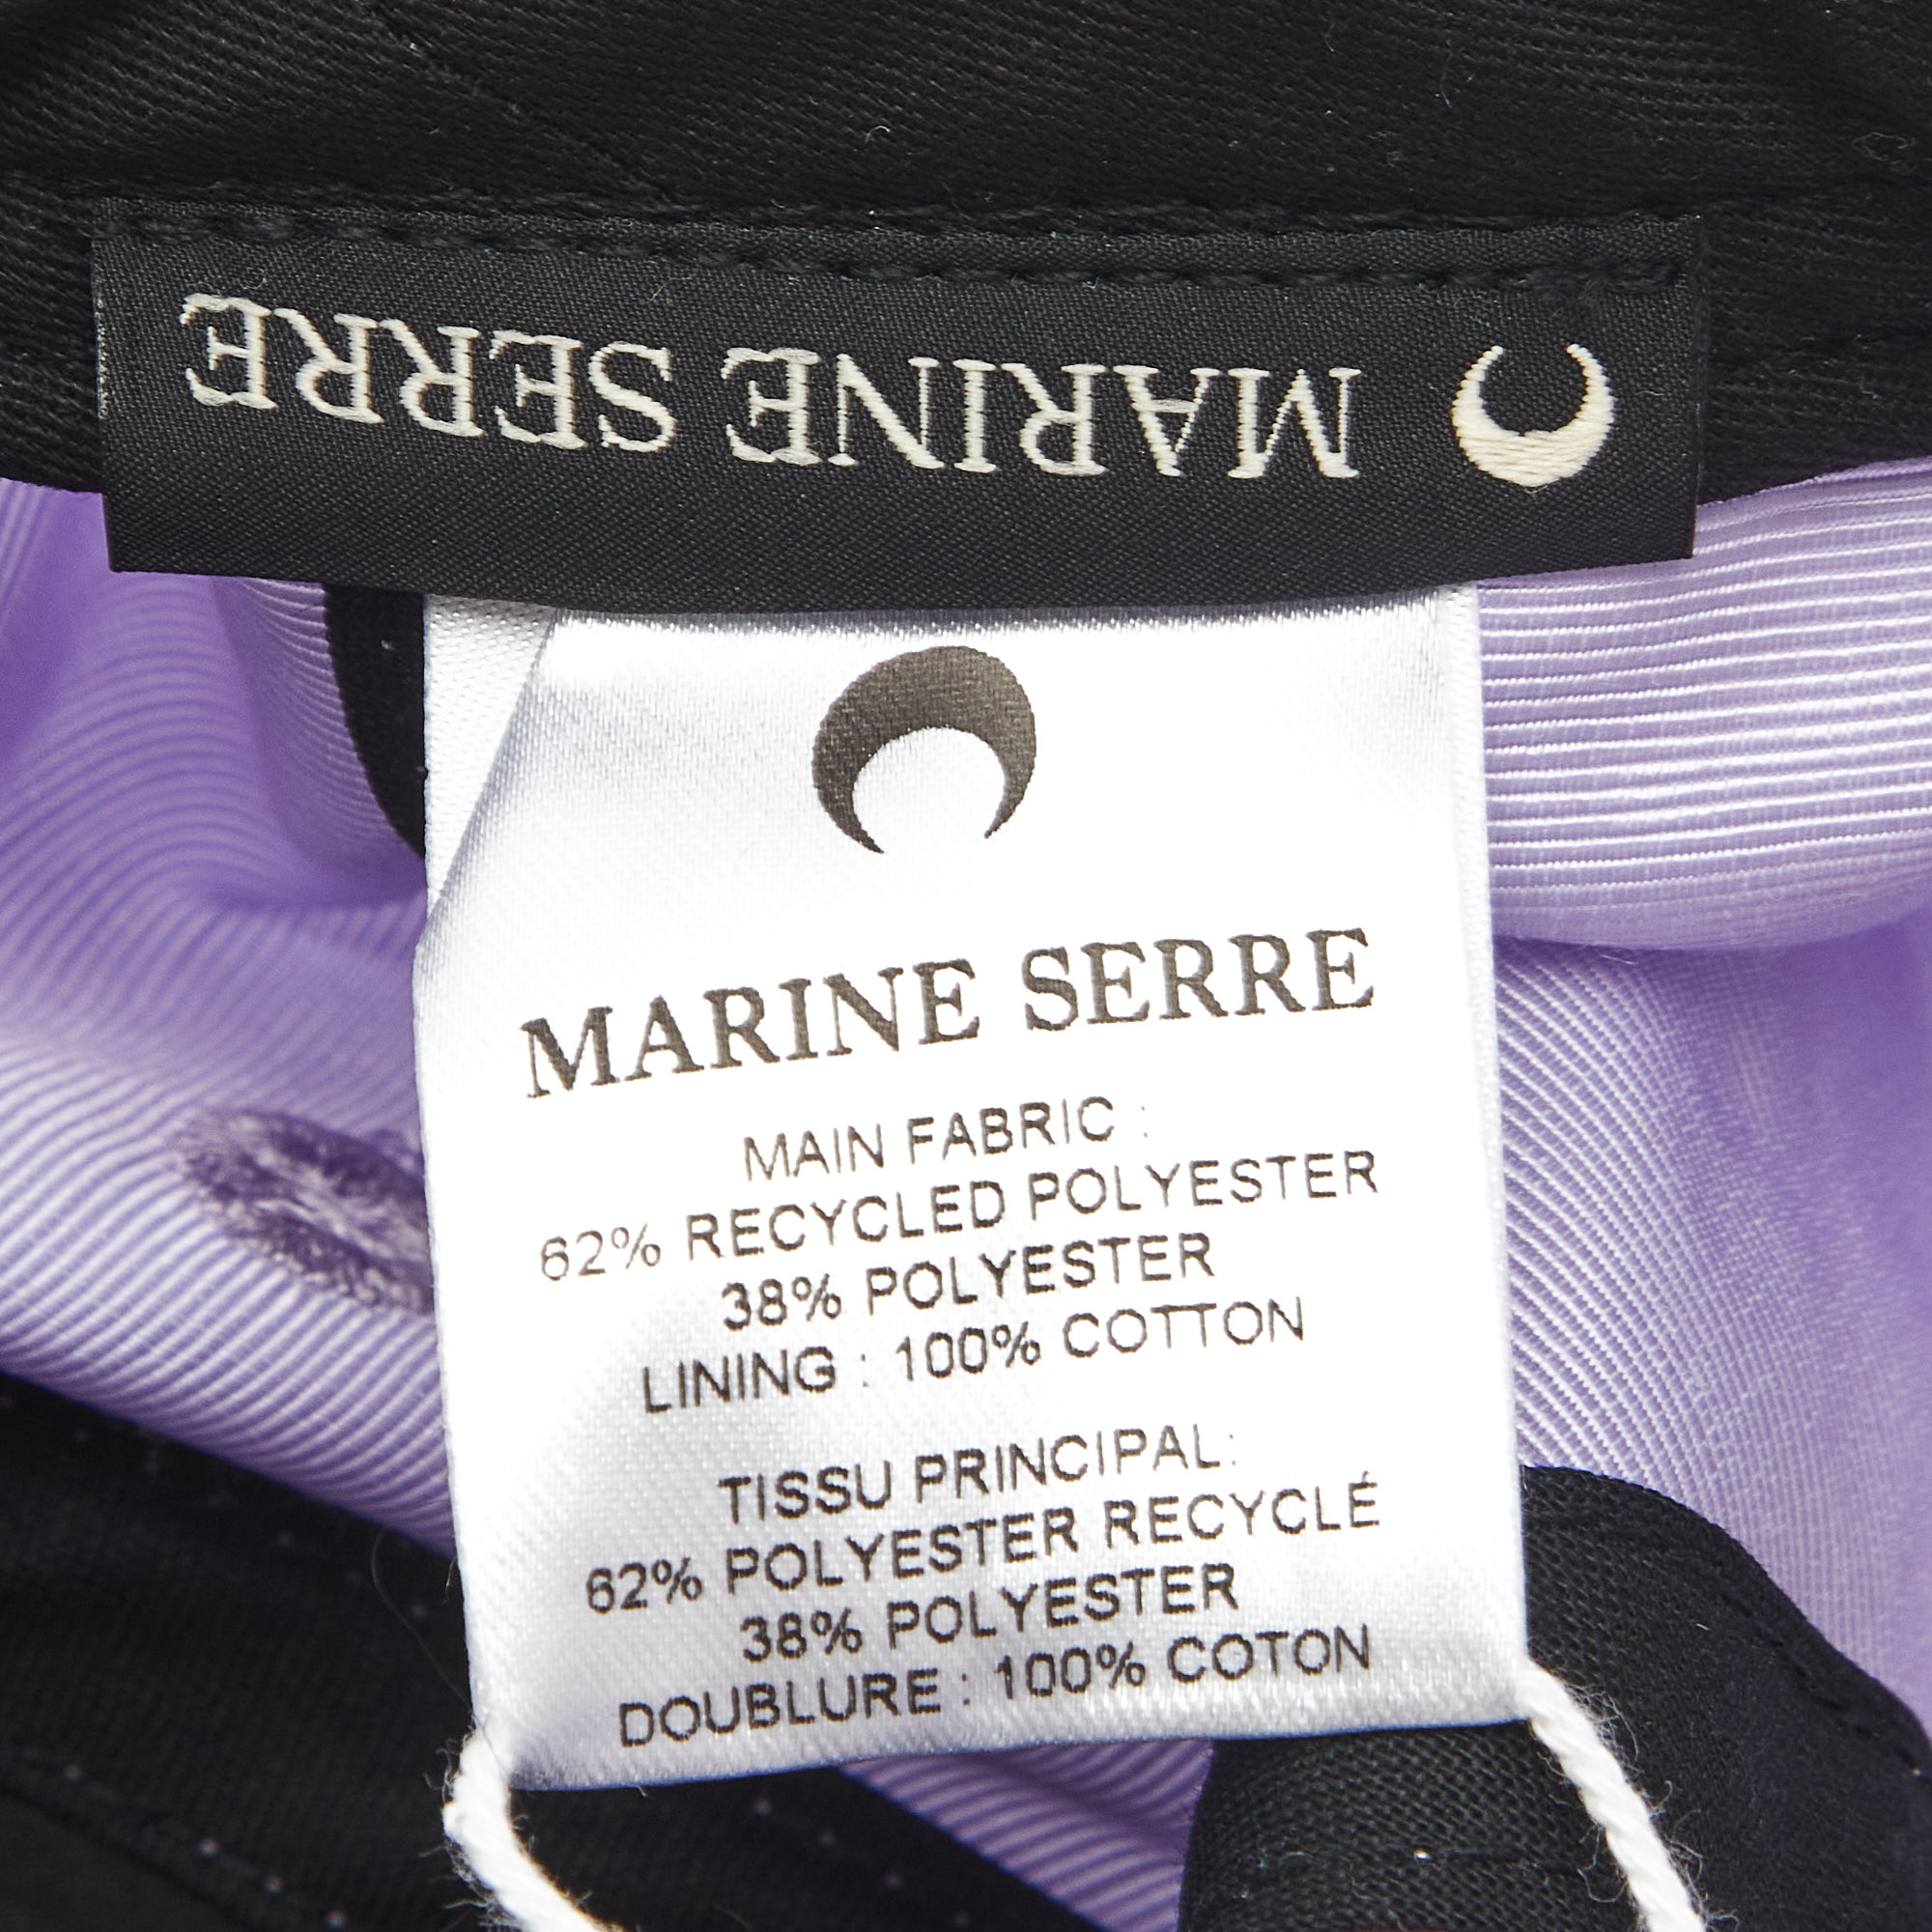 MARINE SERRE
MARINE SERRE
MAIN FABRIC :
62% RECYCLED POLYESTER
38% POLYESTER
LINING : 100% COTTON
TISSU PRINCIPAL:
62% POLYESTER RECYCLÉ
38% POLYESTER
DOUBLURE : 100% COTON